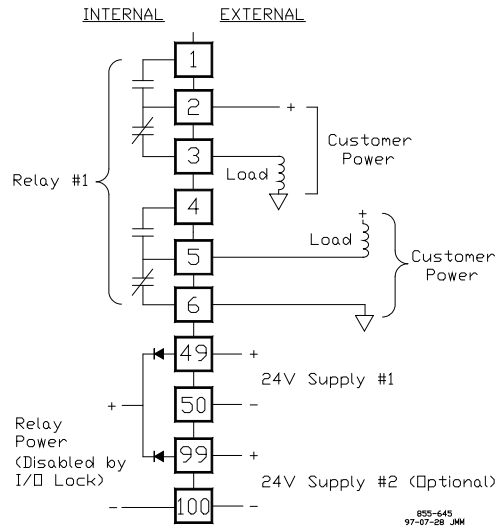 INTERNAL EXTERNAL
1
2 +
3
Customer
Power
Load
Relay #1
4
+
Load
5
Customer
Power
6
49 +
24V Supply #1
+
50 -
Relay
Power
(Disabled by
I/O Lock)
99 +
24V Supply #2 (Optional)
- 100 -
855-645
97-07-28 JMM